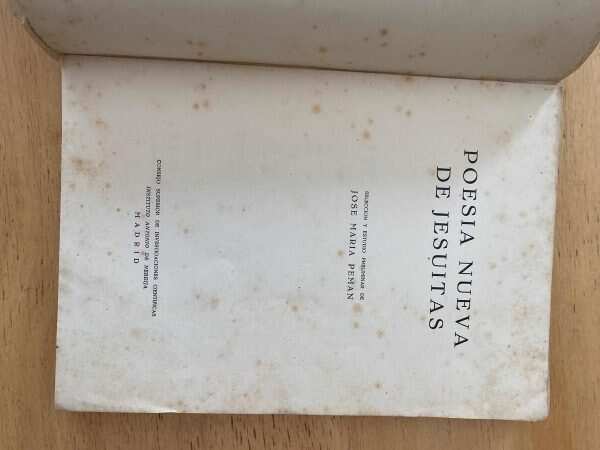 POESIA NUEVA
DE JESUITAS
SELECCION Y ESTUDIO PRELIMINAR DE
JOSE MARIA PEMAN
CONSEJO SUPERIOR DE INVESTIGACIONES CIENTIFICAS
INSTITUTO ANTONIO DE NEBRIJA
MADRID